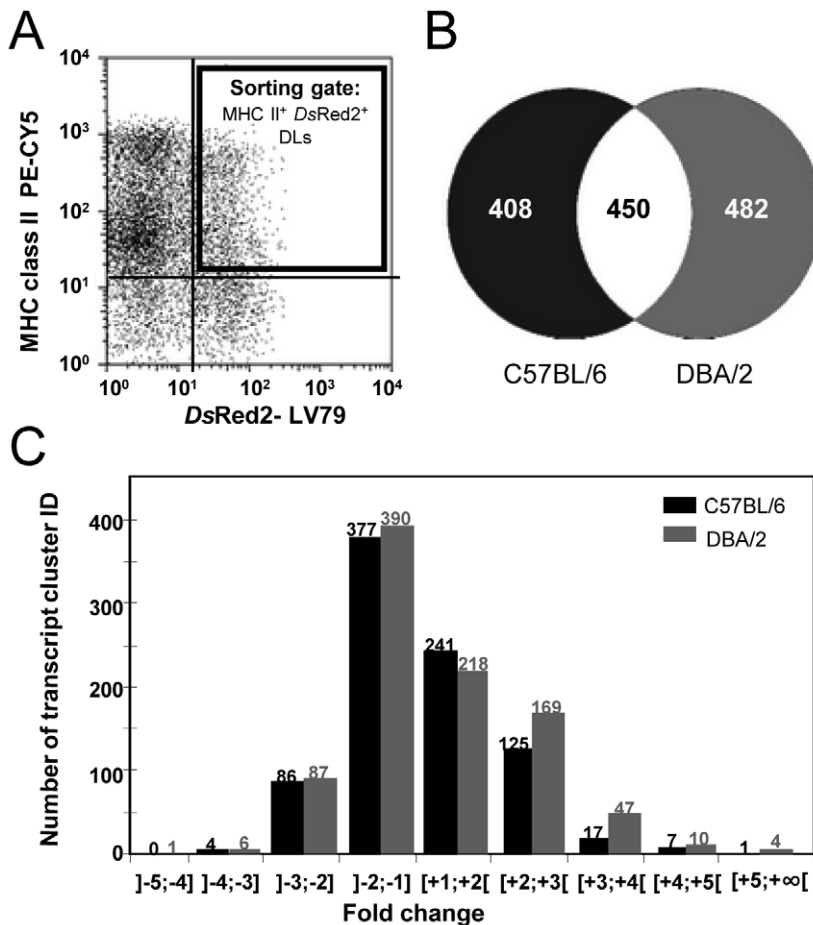 A
MHC class II PE-CY5
10⁴
10³
10²
10¹
10⁰
Sorting gate:
MHC II⁺ DsRed2⁺
DLs
10⁰ 10¹ 10² 10³ 10⁴
DsRed2- LV79
B
408 450 482
C57BL/6 DBA/2
C
Number of transcript cluster ID
400
300
200
100
0
C57BL/6
DBA/2
0 1 4 6 86 87 377 390 241 218 125 169 17 47 7 10 1 4
]-5;-4] ]-4;-3] ]-3;-2] ]-2;-1] [+1;+2[ [+2;+3[ [+3;+4[ [+4;+5[ [+5;+∞[
Fold change